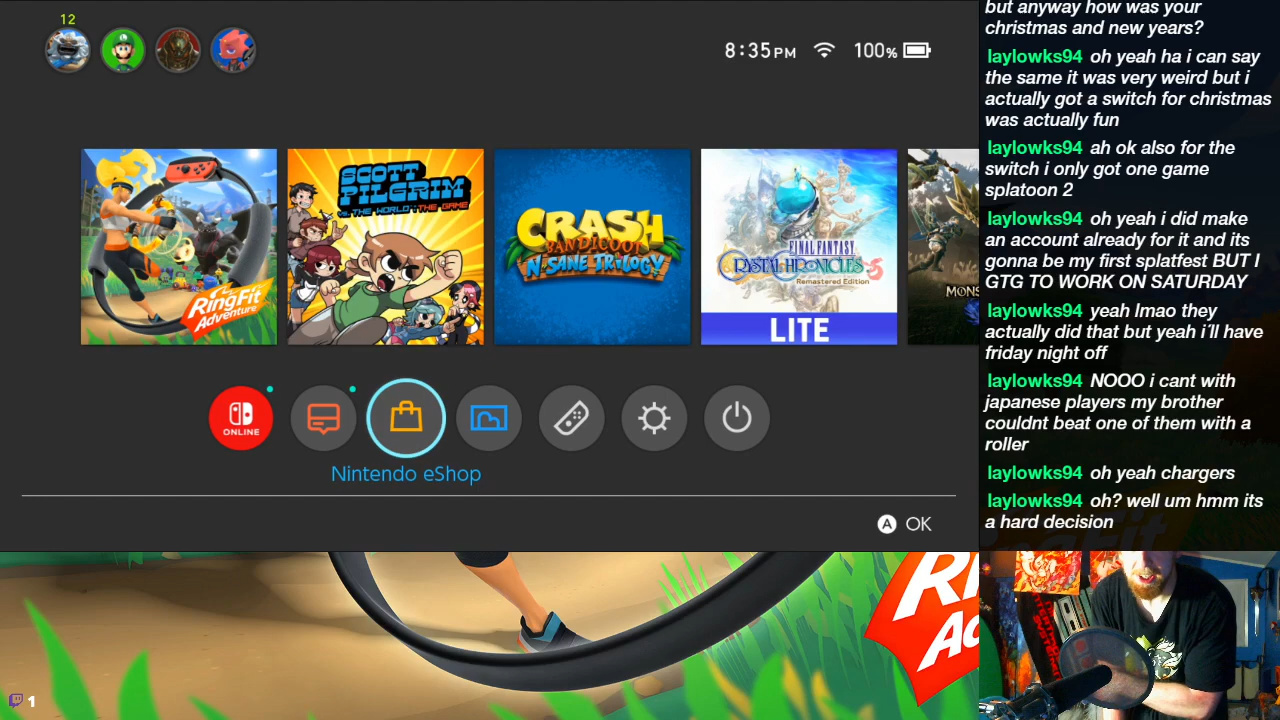 12
8:35 PM
100%
RingFit
Adventure
SCOTT
PILGRIM
VS. THE WORLD: THE GAME
CRASH
BANDICOOT
N-SANE TRILOGY
FINAL FANTASY
CRYSTAL CHRONICLES
Remastered Edition
LITE
MONS
ONLINE
Nintendo eShop
A OK
1
but anyway how was your
christmas and new years?
laylowks94 oh yeah ha i can say
the same it was very weird but i
actually got a switch for christmas
was actually fun
laylowks94 ah ok also for the
switch i only got one game
splatoon 2
laylowks94 oh yeah i did make
an account already for it and its
gonna be my first splatfest BUT I
GTG TO WORK ON SATURDAY
laylowks94 yeah lmao they
actually did that but yeah i'll have
friday night off
laylowks94 NOOO i cant with
japanese players my brother
couldnt beat one of them with a
roller
laylowks94 oh yeah chargers
laylowks94 oh? well um hmm its
a hard decision